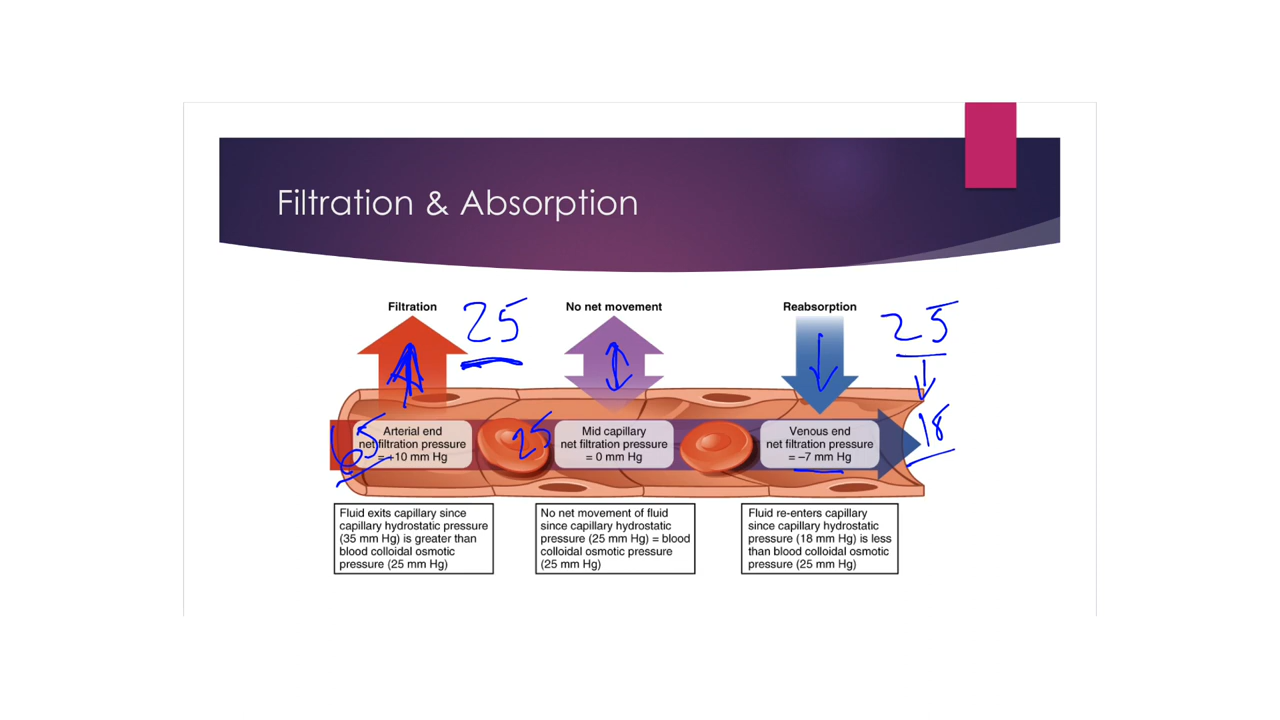 Filtration & Absorption
Filtration
25
No net movement
Reabsorption
25
65
Arterial end
net filtration pressure
= +10 mm Hg
25
Mid capillary
net filtration pressure
= 0 mm Hg
Venous end
net filtration pressure
= –7 mm Hg
18
Fluid exits capillary since
capillary hydrostatic pressure
(35 mm Hg) is greater than
blood colloidal osmotic
pressure (25 mm Hg)
No net movement of fluid
since capillary hydrostatic
pressure (25 mm Hg) = blood
colloidal osmotic pressure
(25 mm Hg)
Fluid re-enters capillary
since capillary hydrostatic
pressure (18 mm Hg) is less
than blood colloidal osmotic
pressure (25 mm Hg)